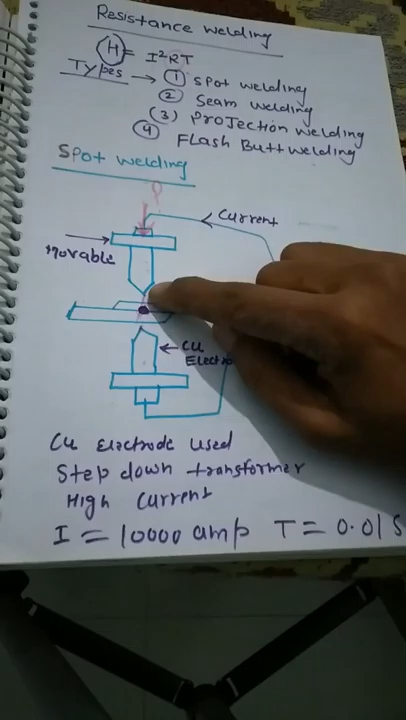 Resistance welding
H = I²RT
Types → ① Spot welding
② Seam welding
(3) Projection welding
④ Flash Butt welding
Spot welding
P
Current
Movable
Cu
Electro
Cu Electrode used
Step down transformer
High Current
I = 10000 amp T = 0.01 S